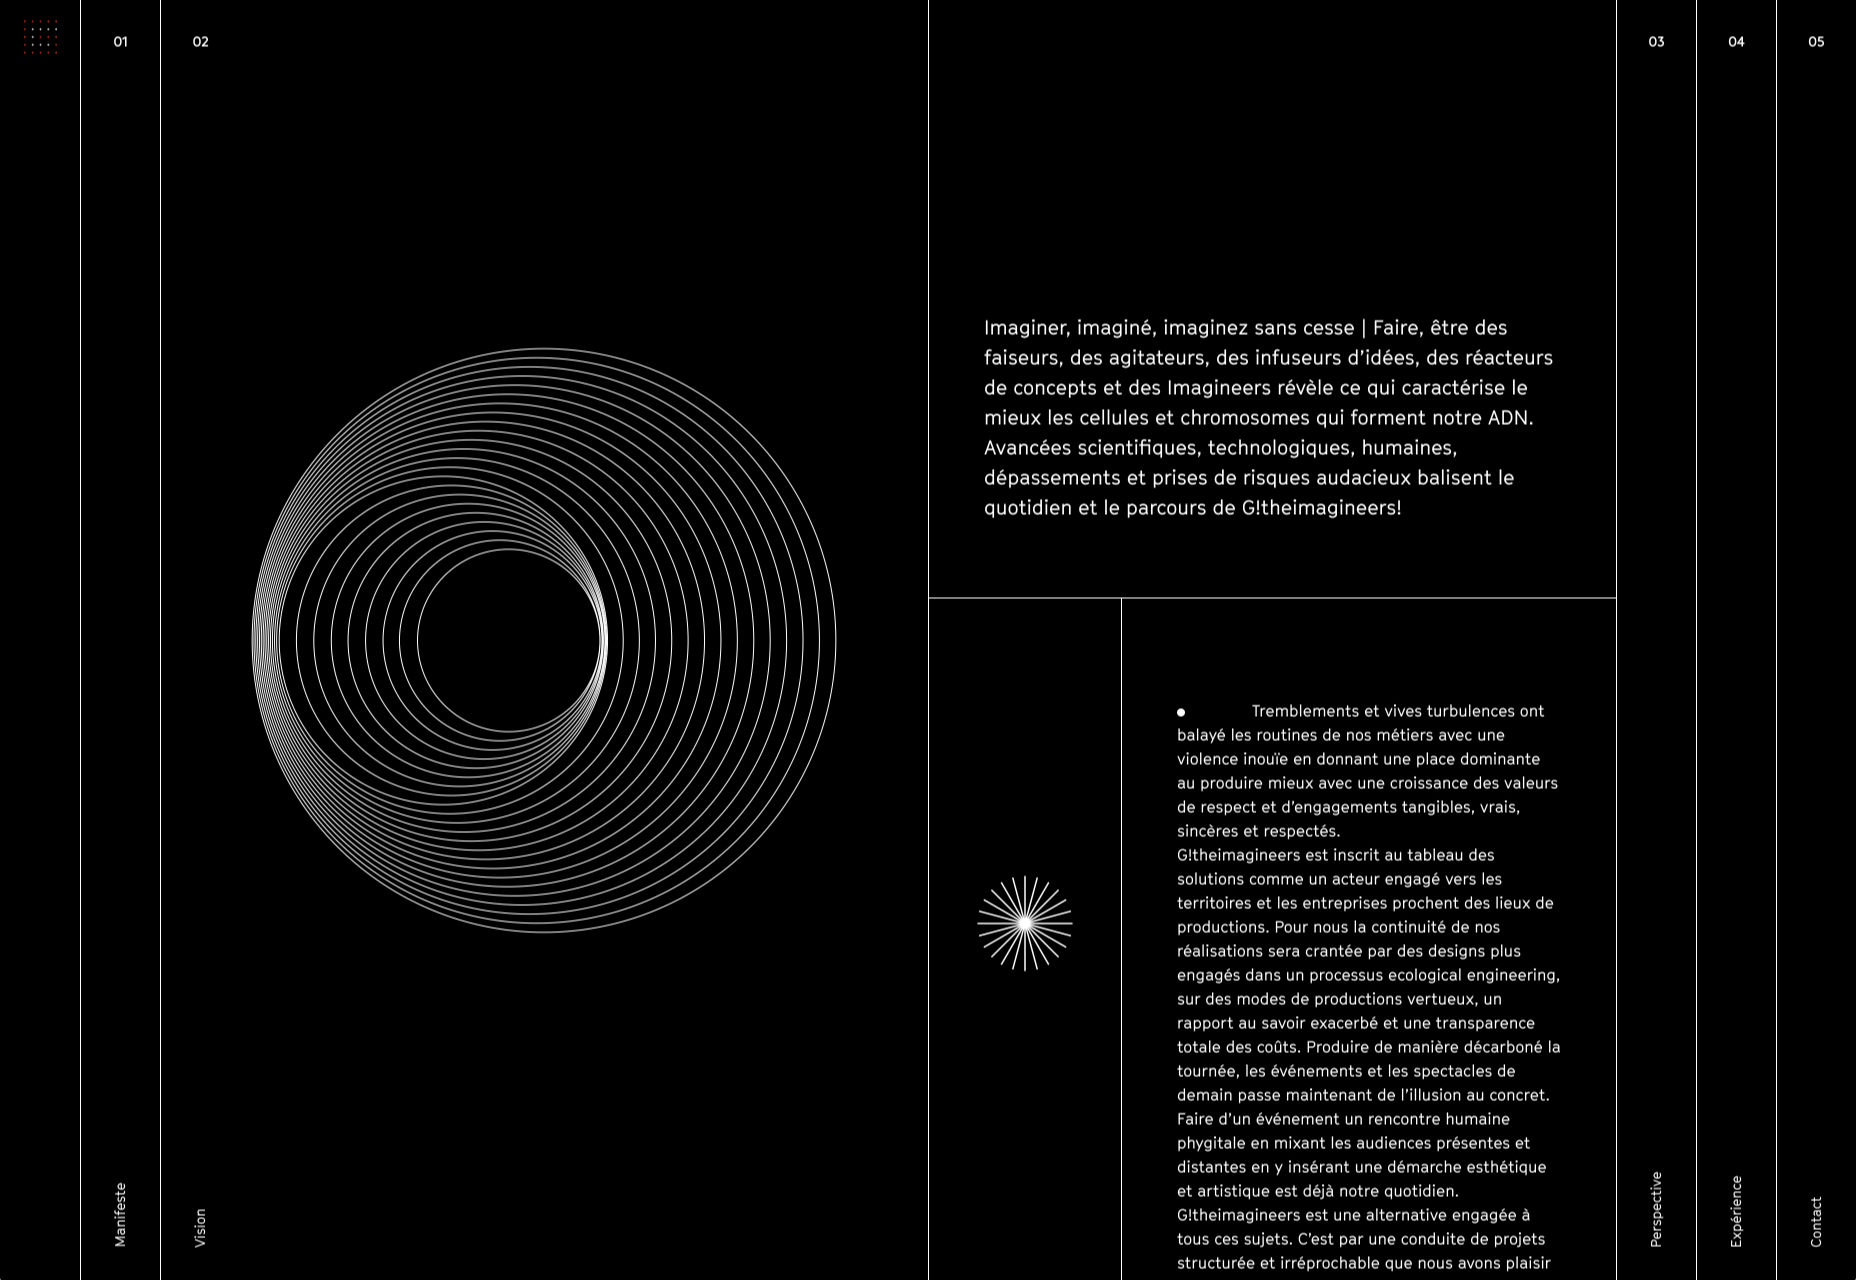 01
02
03
04
05
Imaginer, imaginé, imaginez sans cesse | Faire, être des
faiseurs, des agitateurs, des infuseurs d’idées, des réacteurs
de concepts et des Imagineers révèle ce qui caractérise le
mieux les cellules et chromosomes qui forment notre ADN.
Avancées scientifiques, technologiques, humaines,
dépassements et prises de risques audacieux balisent le
quotidien et le parcours de G!theimagineers!
Tremblements et vives turbulences ont
balayé les routines de nos métiers avec une
violence inouïe en donnant une place dominante
au produire mieux avec une croissance des valeurs
de respect et d’engagements tangibles, vrais,
sincères et respectés.
G!theimagineers est inscrit au tableau des
solutions comme un acteur engagé vers les
territoires et les entreprises prochent des lieux de
productions. Pour nous la continuité de nos
réalisations sera crantée par des designs plus
engagés dans un processus ecological engineering,
sur des modes de productions vertueux, un
rapport au savoir exacerbé et une transparence
totale des coûts. Produire de manière décarboné la
tournée, les événements et les spectacles de
demain passe maintenant de l’illusion au concret.
Faire d’un événement un rencontre humaine
phygitale en mixant les audiences présentes et
distantes en y insérant une démarche esthétique
et artistique est déjà notre quotidien.
G!theimagineers est une alternative engagée à
tous ces sujets. C’est par une conduite de projets
structurée et irréprochable que nous avons plaisir
Manifeste
Vision
Perspective
Expérience
Contact